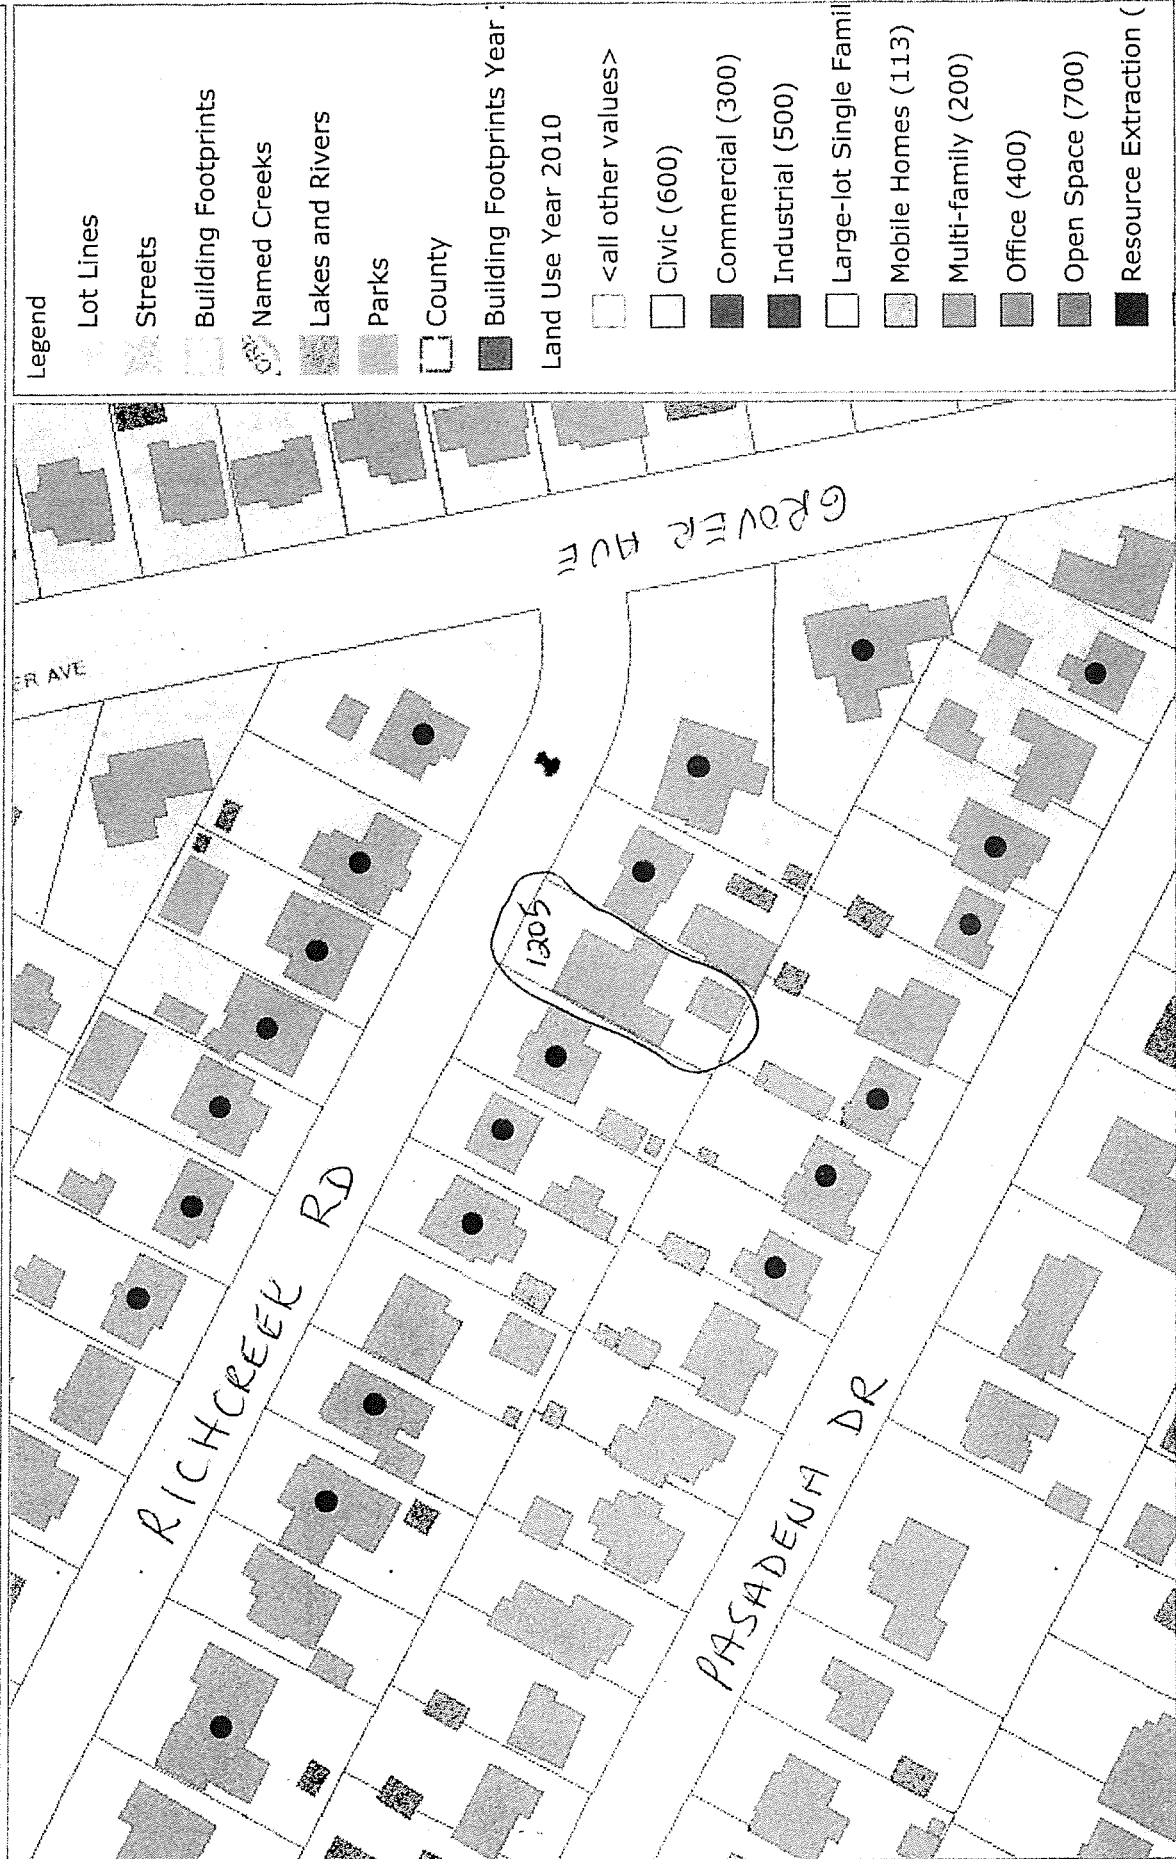 Legend
Lot Lines
Streets
Building Footprints
Named Creeks
Lakes and Rivers
Parks
County
Building Footprints Year
Land Use Year 2010
<all other values>
Civic (600)
Commercial (300)
Industrial (500)
Large-lot Single Famil
Mobile Homes (113)
Multi-family (200)
Office (400)
Open Space (700)
Resource Extraction (
ER AVE
GROVER AVE
1205
RICHCREEK RD
PASADENA DR